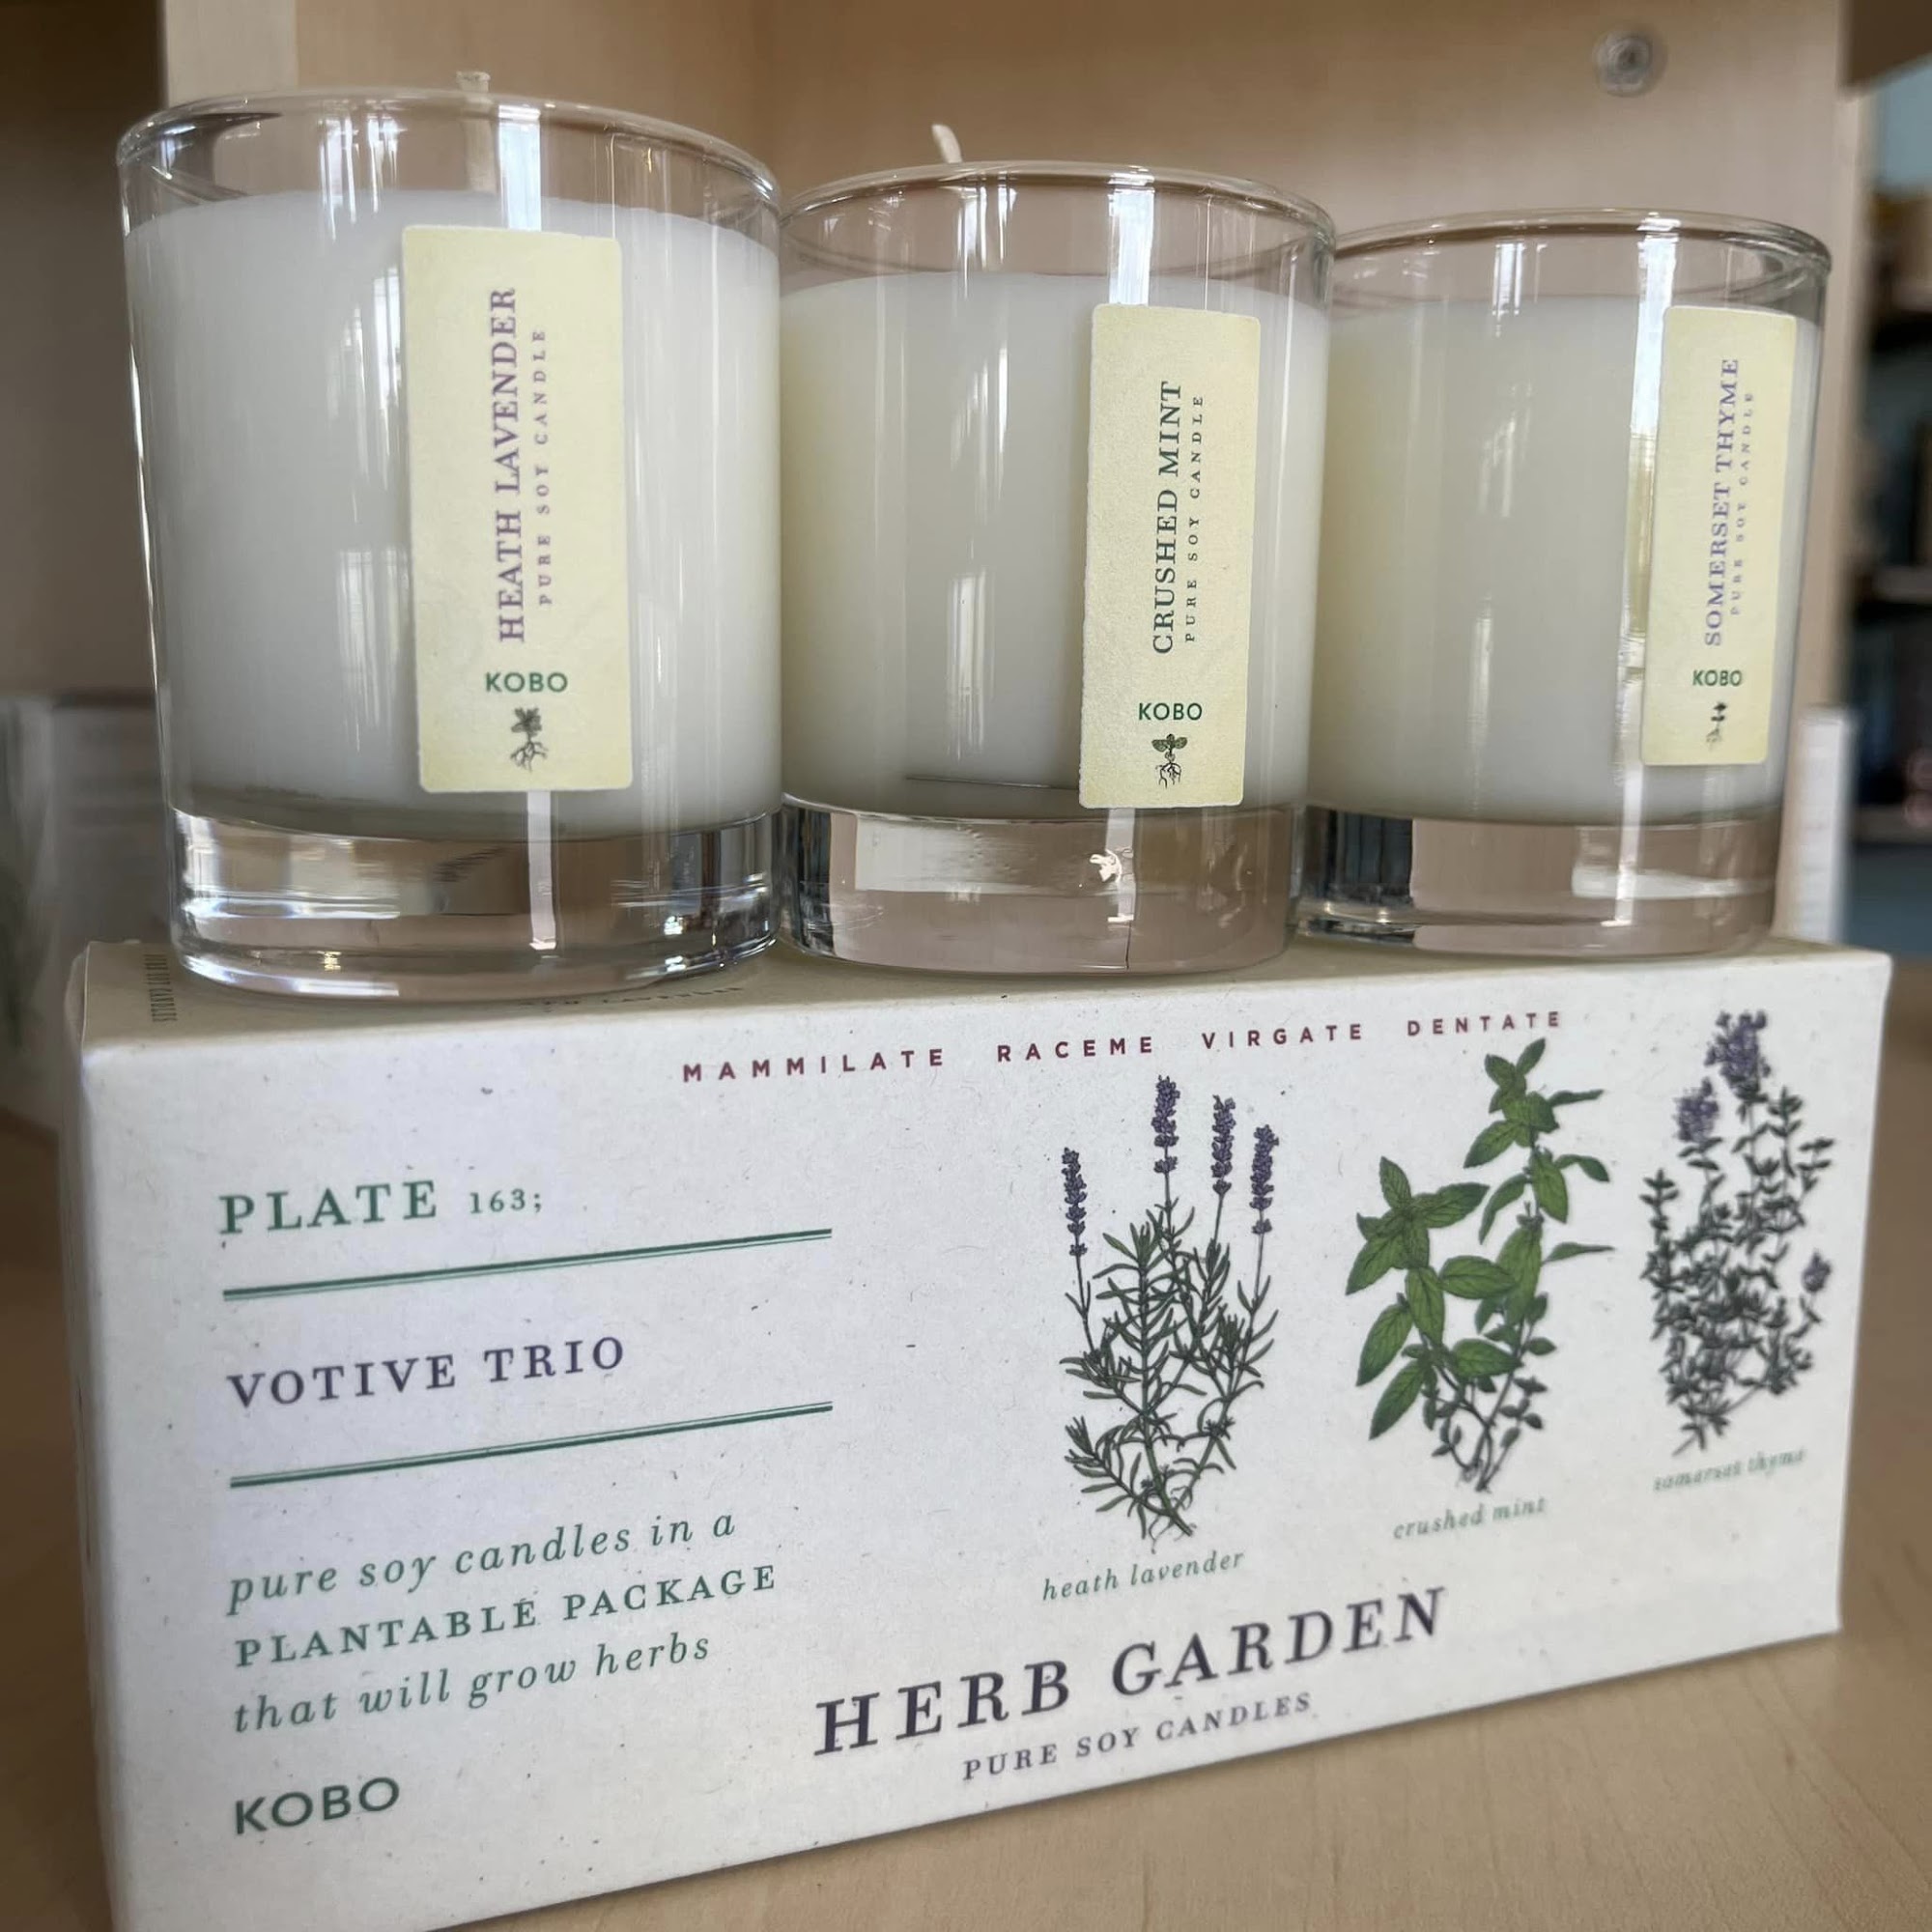 HEATH LAVENDER
PURE SOY CANDLE
KOBO
CRUSHED MINT
PURE SOY CANDLE
KOBO
SOMERSET THYME
PURE SOY CANDLE
KOBO
MAMMILATE RACEME VIRGATE DENTATE
PLATE 163;
VOTIVE TRIO
pure soy candles in a
PLANTABLE PACKAGE
that will grow herbs
KOBO
heath lavender
crushed mint
somerset thyme
HERB GARDEN
PURE SOY CANDLES